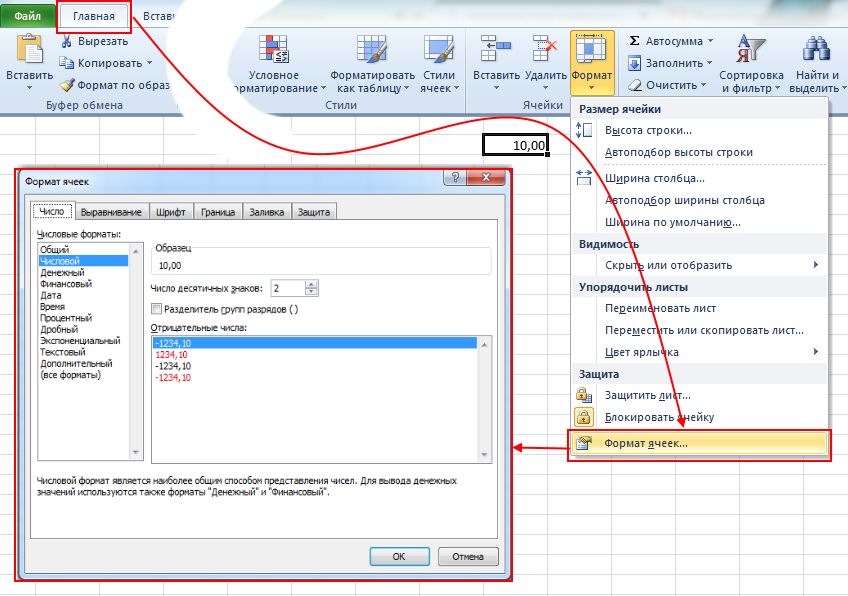 Файл
Главная
Встав
Вставить
Вырезать
Копировать
Формат по образ
Буфер обмена
Условное
орматирование
Форматировать
как таблицу
Стили
ячеек
Стили
Вставить
Удалить
Формат
Ячейки
Σ Автосумма
Заполнить
Очистить
Сортировка
и фильтр
Найти и
выделить
10,00
Размер ячейки
Высота строки...
Автоподбор высоты строки
Ширина столбца...
Автоподбор ширины столбца
Ширина по умолчанию...
Видимость
Скрыть или отобразить
Упорядочить листы
Переименовать лист
Переместить или скопировать лист...
Цвет ярлычка
Защита
Защитить лист...
Блокировать ячейку
Формат ячеек...
Формат ячеек
?
Число
Выравнивание
Шрифт
Граница
Заливка
Защита
Числовые форматы:
Общий
Числовой
Денежный
Финансовый
Дата
Время
Процентный
Дробный
Экспоненциальный
Текстовый
Дополнительный
(все форматы)
Образец
10,00
Число десятичных знаков: 2
Разделитель групп разрядов ( )
Отрицательные числа:
-1234,10
1234,10
-1234,10
-1234,10
Числовой формат является наиболее общим способом представления чисел. Для вывода денежных
значений используются также форматы "Денежный" и "Финансовый".
ОК
Отмена